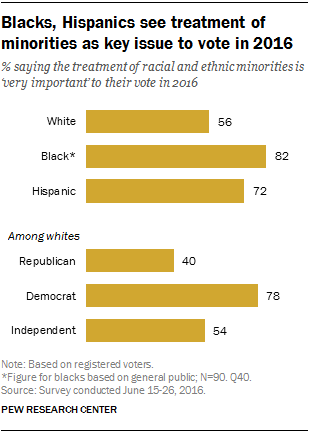 Blacks, Hispanics see treatment of
minorities as key issue to vote in 2016
% saying the treatment of racial and ethnic minorities is
‘very important’ to their vote in 2016
White 56
Black* 82
Hispanic 72
Among whites
Republican 40
Democrat 78
Independent 54
Note: Based on registered voters.
*Figure for blacks based on general public; N=90. Q40.
Source: Survey conducted June 15-26, 2016.
PEW RESEARCH CENTER